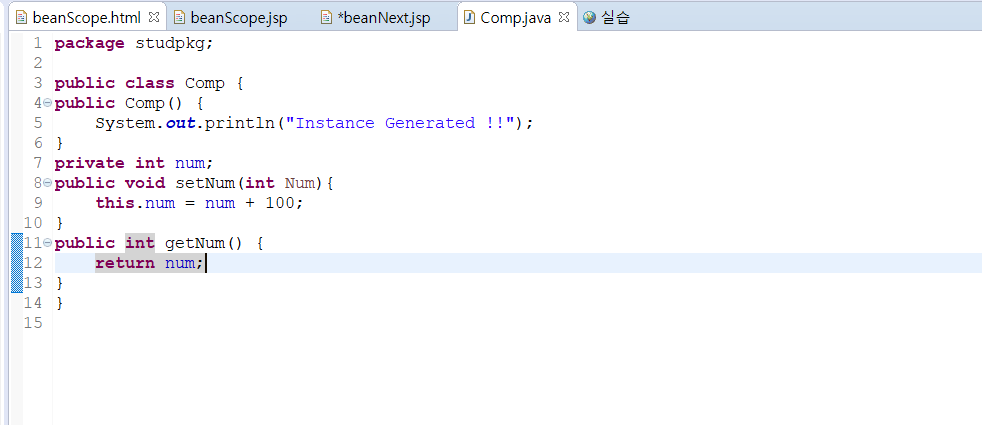 beanScope.html beanScope.jsp *beanNext.jsp Comp.java 실습
1 package studpkg;
2
3 public class Comp {
4 public Comp() {
5 System.out.println("Instance Generated !!");
6 }
7 private int num;
8 public void setNum(int Num){
9 this.num = num + 100;
10 }
11 public int getNum() {
12 return num;
13 }
14 }
15